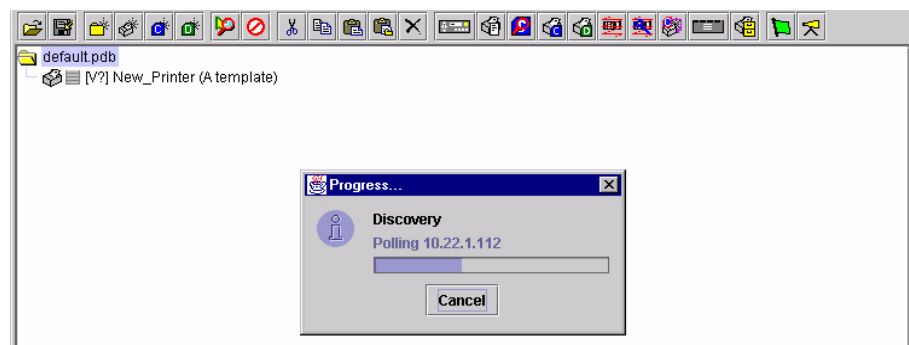 default.pdb
[V?] New_Printer (A template)
Progress...
Discovery
Polling 10.22.1.112
Cancel